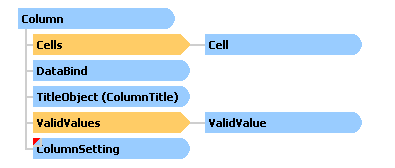 Column
Cells
Cell
DataBind
TitleObject (ColumnTitle)
ValidValues
ValidValue
ColumnSetting